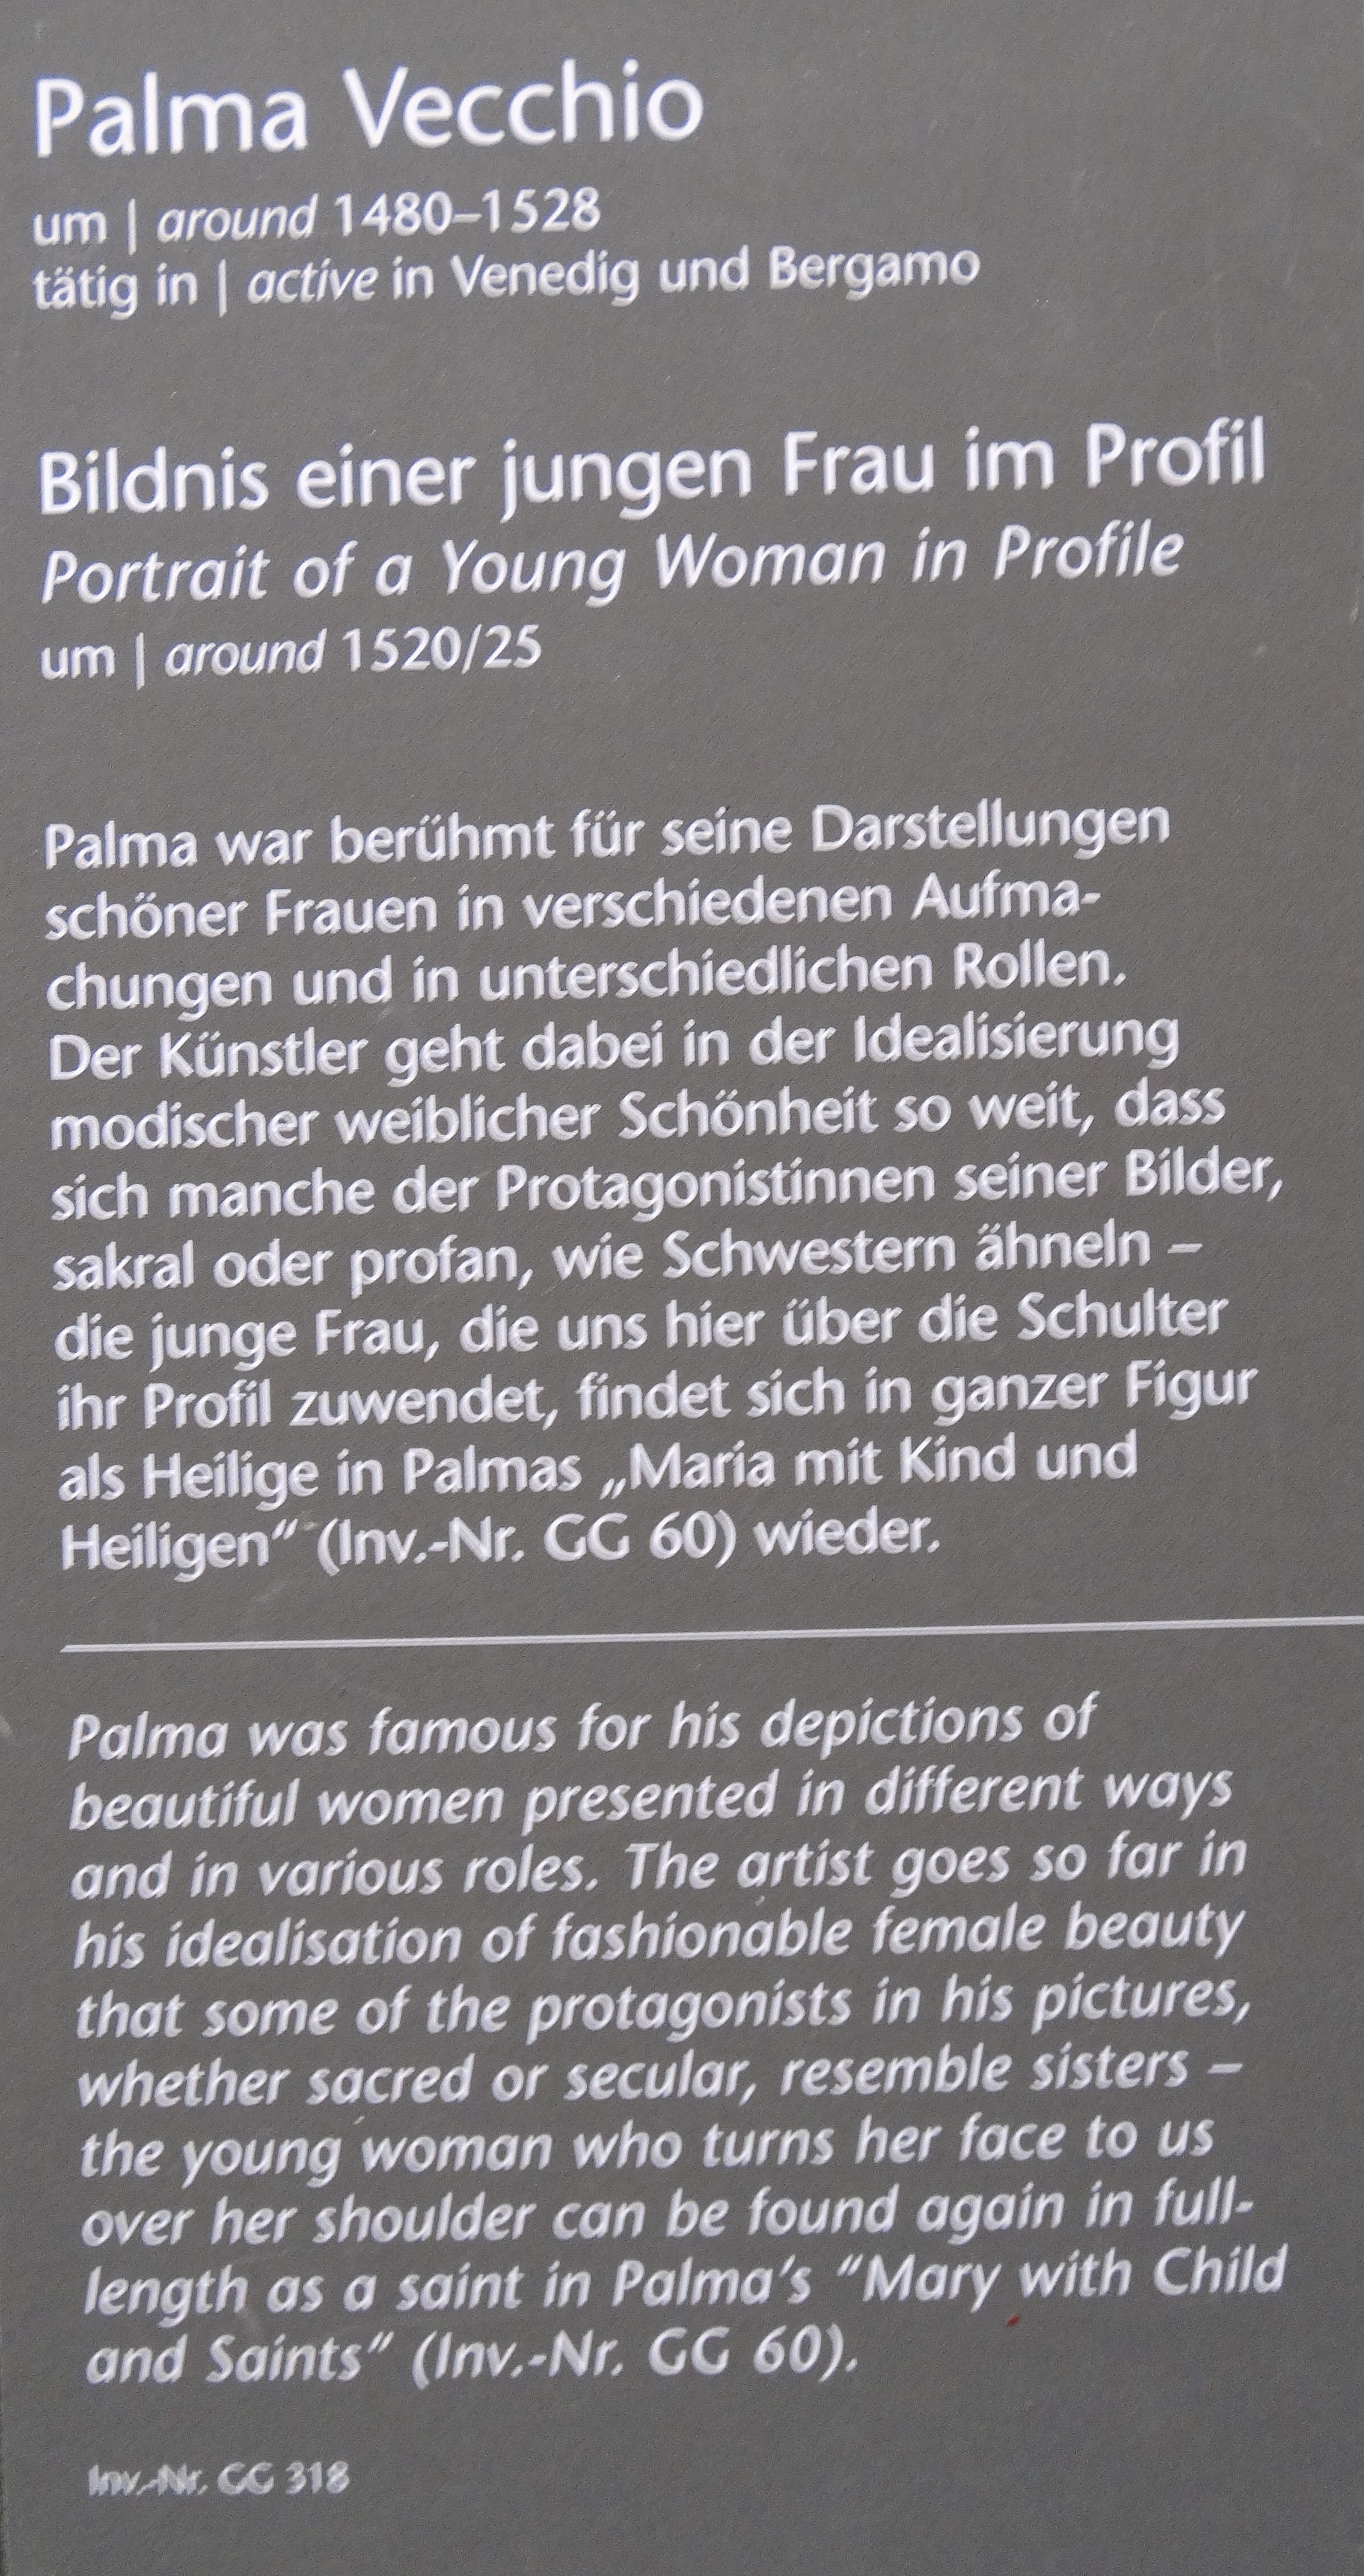 Palma Vecchio
um | around 1480–1528
tätig in | active in Venedig und Bergamo
Bildnis einer jungen Frau im Profil
Portrait of a Young Woman in Profile
um | around 1520/25
Palma war berühmt für seine Darstellungen
schöner Frauen in verschiedenen Aufma-
chungen und in unterschiedlichen Rollen.
Der Künstler geht dabei in der Idealisierung
modischer weiblicher Schönheit so weit, dass
sich manche der Protagonistinnen seiner Bilder,
sakral oder profan, wie Schwestern ähneln –
die junge Frau, die uns hier über die Schulter
ihr Profil zuwendet, findet sich in ganzer Figur
als Heilige in Palmas „Maria mit Kind und
Heiligen“ (Inv.-Nr. GG 60) wieder.
Palma was famous for his depictions of
beautiful women presented in different ways
and in various roles. The artist goes so far in
his idealisation of fashionable female beauty
that some of the protagonists in his pictures,
whether sacred or secular, resemble sisters –
the young woman who turns her face to us
over her shoulder can be found again in full-
length as a saint in Palma’s “Mary with Child
and Saints” (Inv.-Nr. GG 60).
Inv.-Nr. GG 318